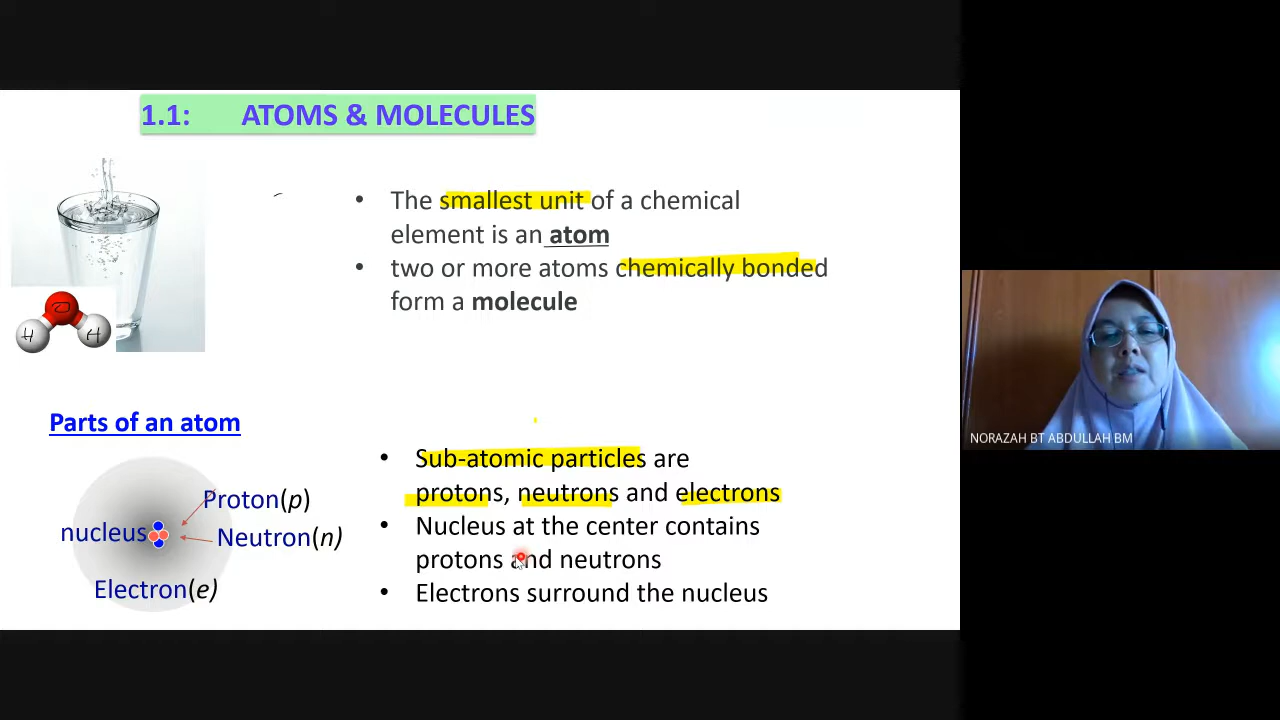 1.1: ATOMS & MOLECULES
• The smallest unit of a chemical
element is an atom
• two or more atoms chemically bonded
form a molecule
O
H H
Parts of an atom
Proton(p)
nucleus
Neutron(n)
Electron(e)
• Sub-atomic particles are
protons, neutrons and electrons
• Nucleus at the center contains
protons and neutrons
• Electrons surround the nucleus
NORAZAH BT ABDULLAH BM